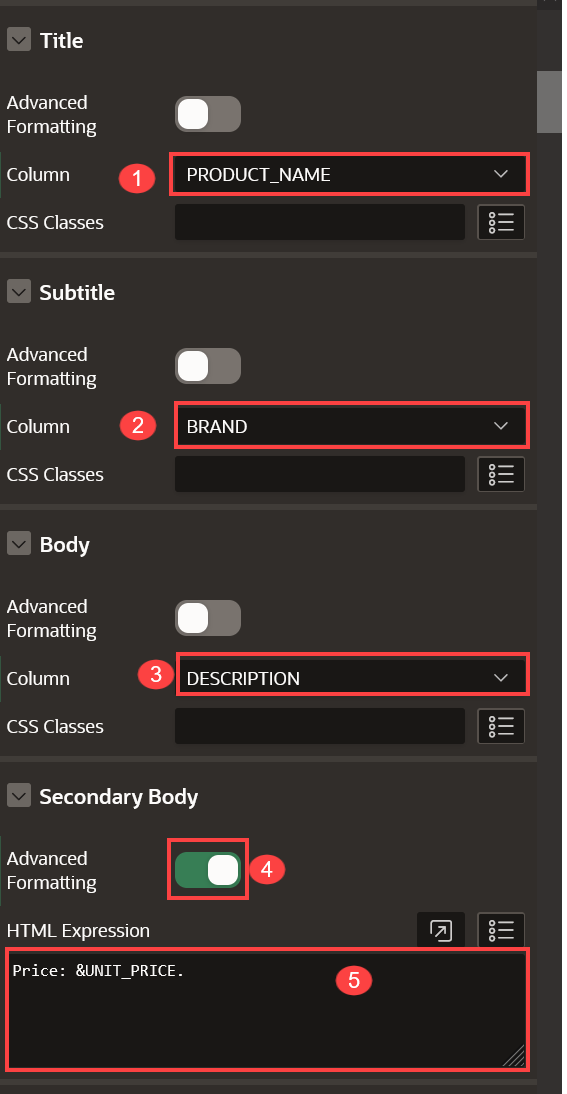 Title
Advanced
Formatting
Column 1 PRODUCT_NAME
CSS Classes
Subtitle
Advanced
Formatting
Column 2 BRAND
CSS Classes
Body
Advanced
Formatting
Column 3 DESCRIPTION
CSS Classes
Secondary Body
Advanced
Formatting
4
HTML Expression
Price: &UNIT_PRICE.
5